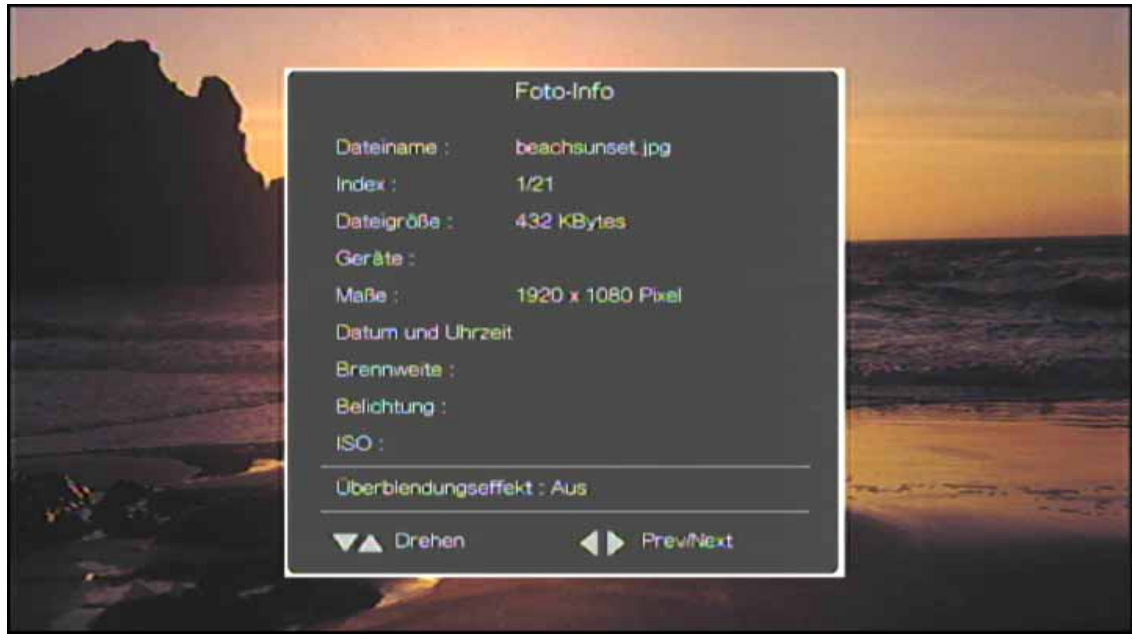 Foto-Info
Dateiname : beachsunset.jpg
Index : 1/21
Dateigröße : 432 KBytes
Geräte :
Maße : 1920 x 1080 Pixel
Datum und Uhrzeit
Brennweite :
Belichtung :
ISO :
Überblendungseffekt : Aus
Drehen Prev/Next